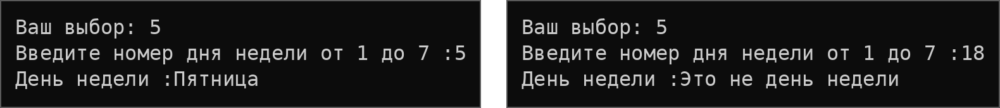 Ваш выбор: 5
Введите номер дня недели от 1 до 7 :5
День недели :Пятница
Ваш выбор: 5
Введите номер дня недели от 1 до 7 :18
День недели :Это не день недели